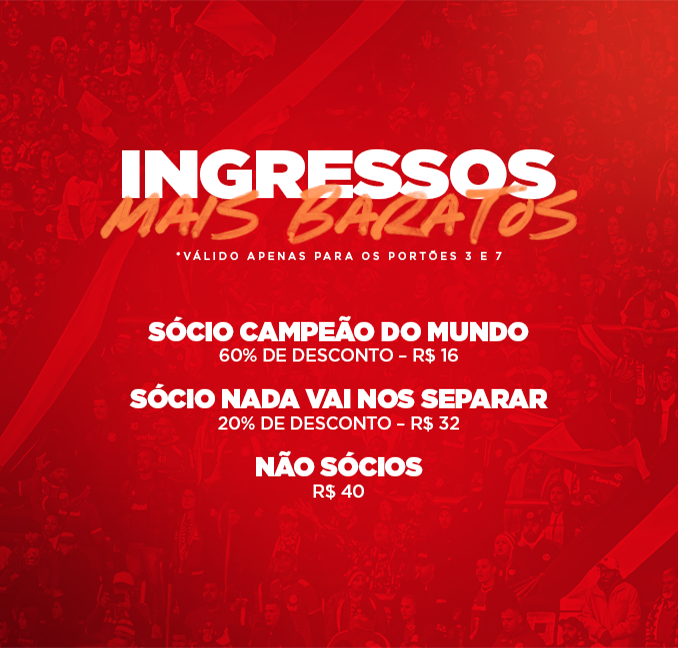 INGRESSOS
MAIS BARATOS
*VÁLIDO APENAS PARA OS PORTÕES 3 E 7
SÓCIO CAMPEÃO DO MUNDO
60% DE DESCONTO – R$ 16
SÓCIO NADA VAI NOS SEPARAR
20% DE DESCONTO – R$ 32
NÃO SÓCIOS
R$ 40